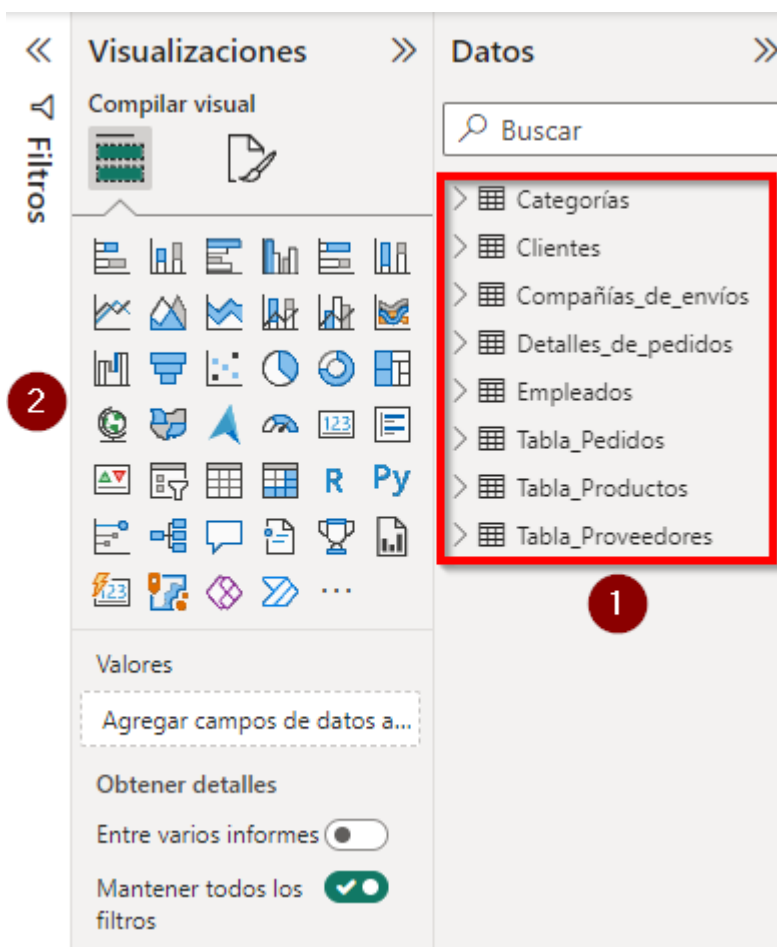 Filtros
2
Visualizaciones
Compilar visual
123
R
Py
123
Valores
Agregar campos de datos a...
Obtener detalles
Entre varios informes
Mantener todos los
filtros
Datos
Buscar
Categorías
Clientes
Compañías_de_envíos
Detalles_de_pedidos
Empleados
Tabla_Pedidos
Tabla_Productos
Tabla_Proveedores
1